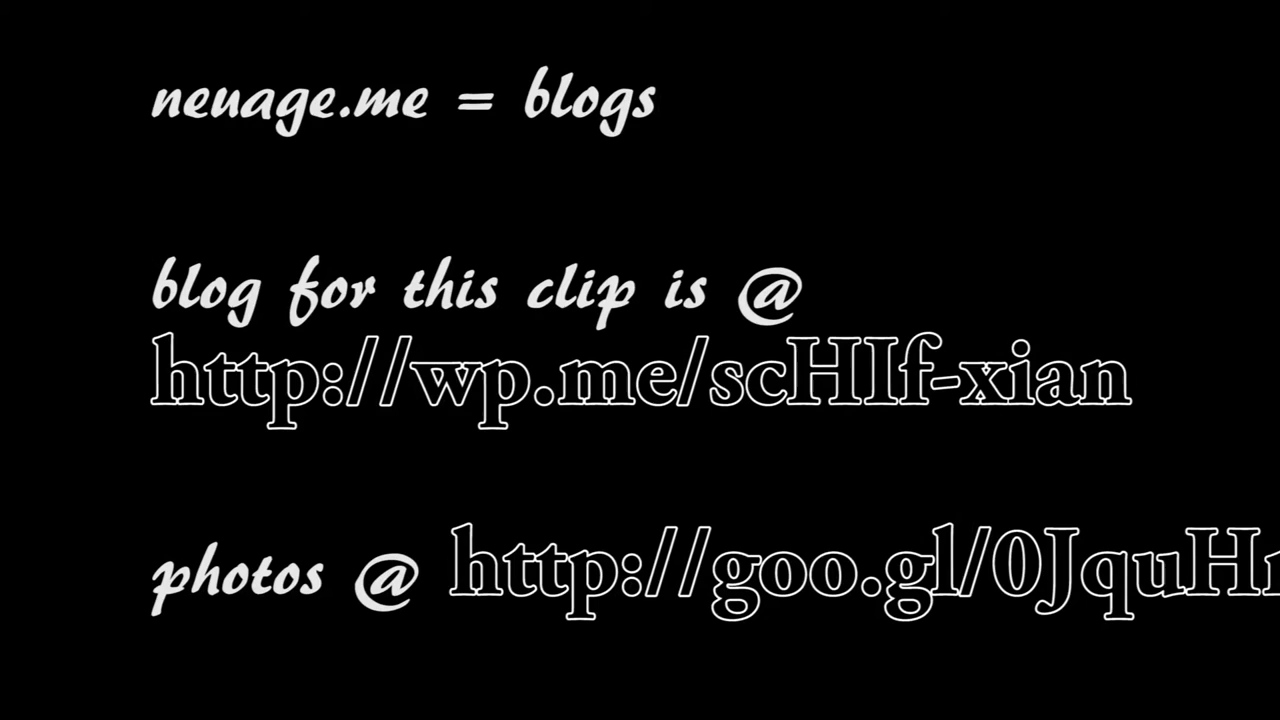 neuage.me = blogs
blog for this clip is @
http://wp.me/scHIf-xian
photos @ http://goo.gl/0JquH